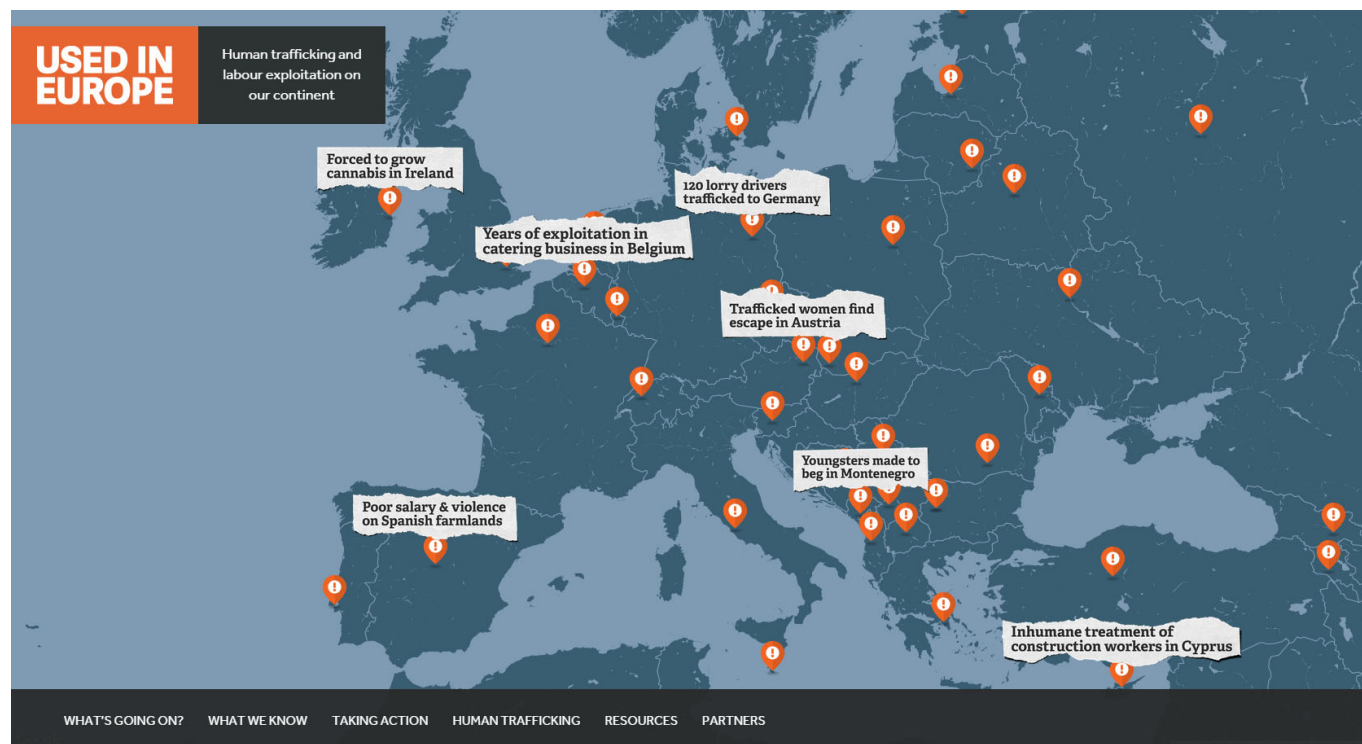 USED IN
EUROPE
Human trafficking and
labour exploitation on
our continent
Forced to grow
cannabis in Ireland
120 lorry drivers
trafficked to Germany
Years of exploitation in
catering business in Belgium
Trafficked women find
escape in Austria
Youngsters made to
beg in Montenegro
Poor salary & violence
on Spanish farmlands
Inhumane treatment of
construction workers in Cyprus
WHAT'S GOING ON? WHAT WE KNOW TAKING ACTION HUMAN TRAFFICKING RESOURCES PARTNERS